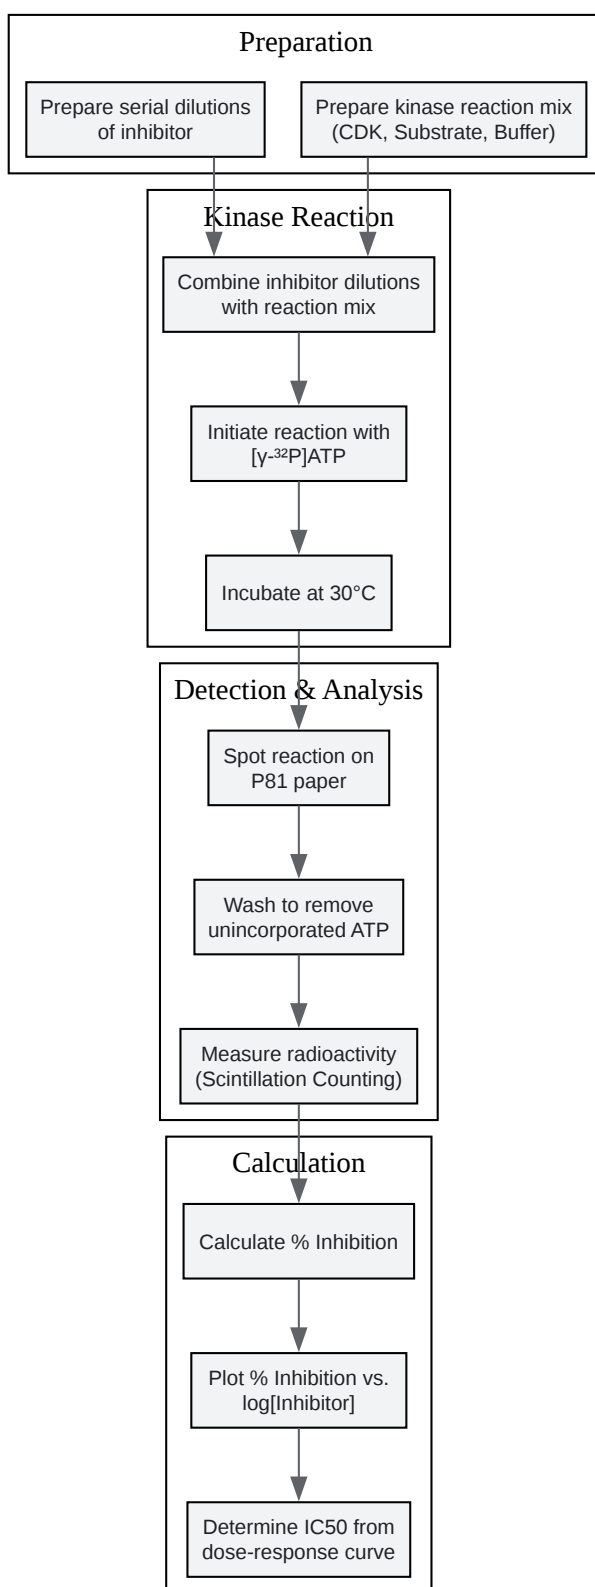 Preparation
Prepare serial dilutions
of inhibitor
Prepare kinase reaction mix
(CDK, Substrate, Buffer)
Kinase Reaction
Combine inhibitor dilutions
with reaction mix
Initiate reaction with
[γ-³²P]ATP
Incubate at 30°C
Detection & Analysis
Spot reaction on
P81 paper
Wash to remove
unincorporated ATP
Measure radioactivity
(Scintillation Counting)
Calculation
Calculate % Inhibition
Plot % Inhibition vs.
log[Inhibitor]
Determine IC50 from
dose-response curve